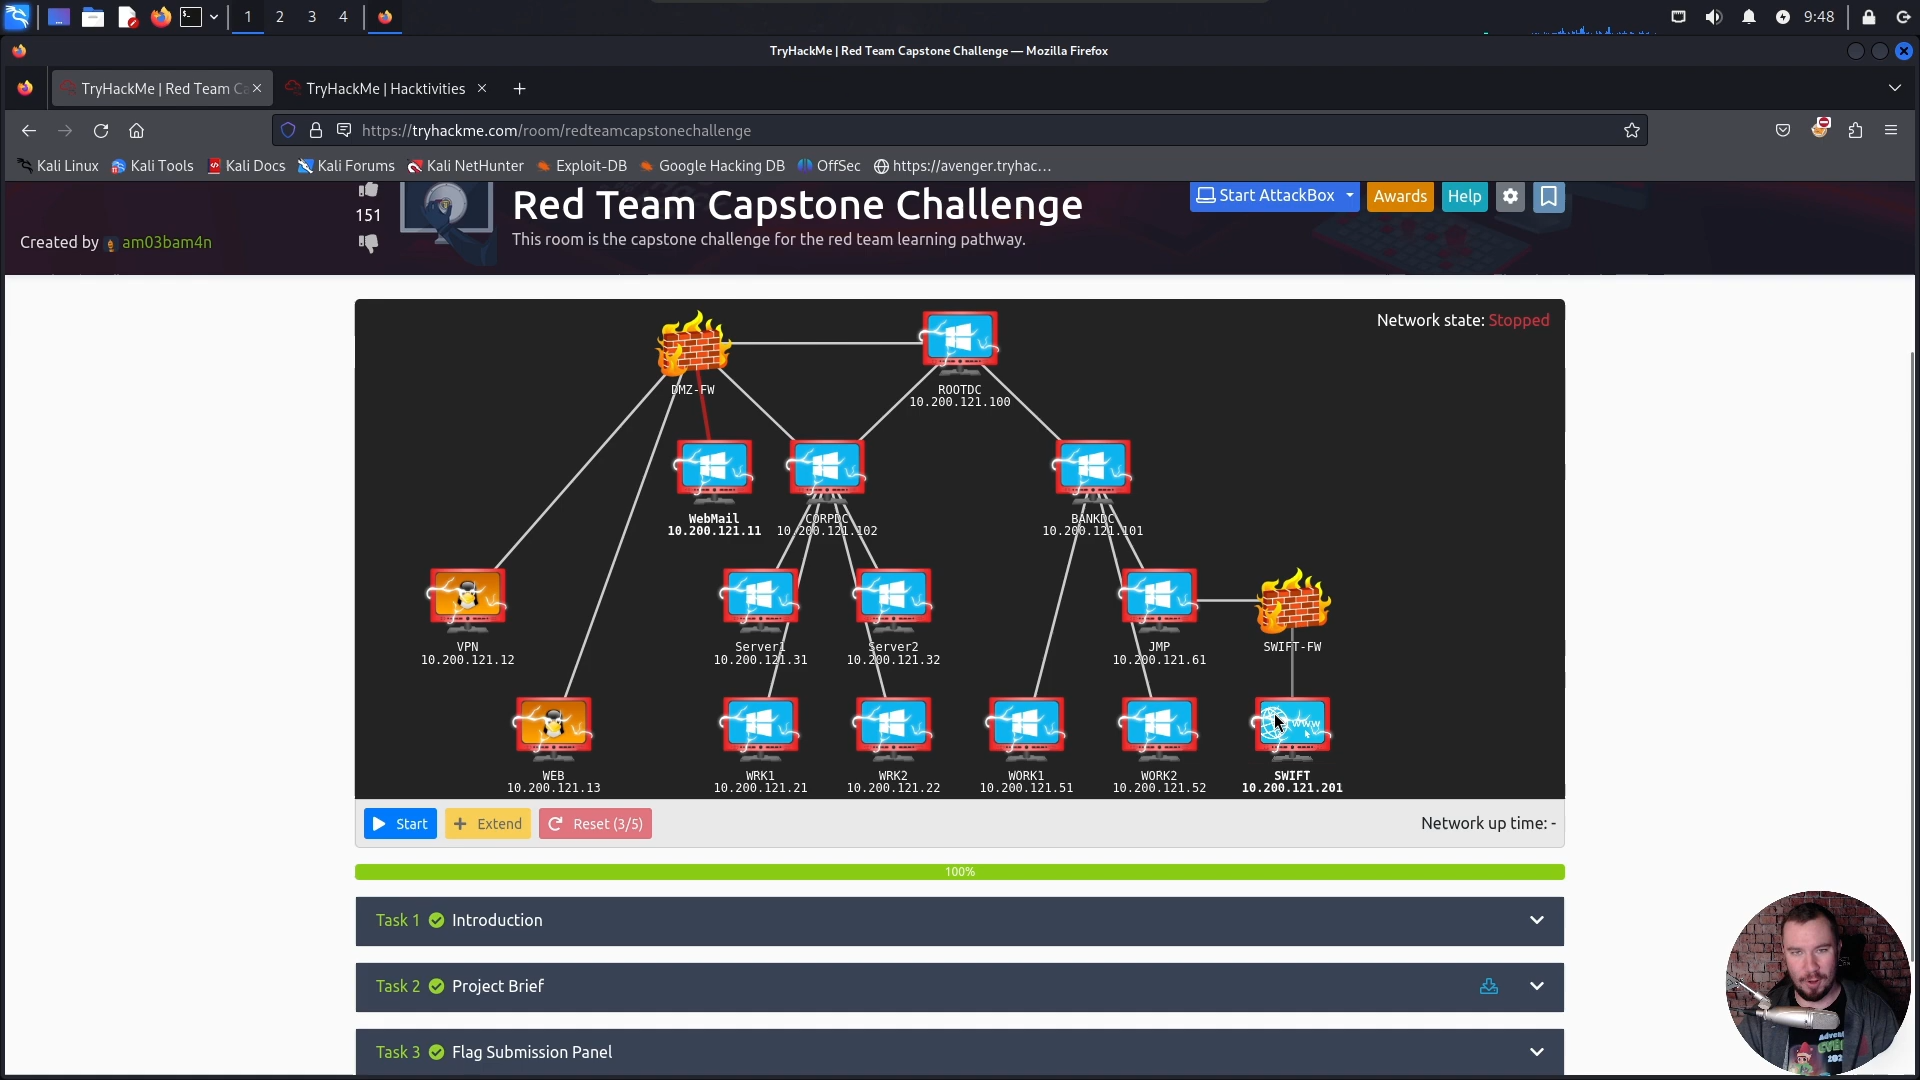 1 2 3 4
9:48
TryHackMe | Red Team Capstone Challenge — Mozilla Firefox
TryHackMe | Red Team Ca
TryHackMe | Hacktivities
https://tryhackme.com/room/redteamcapstonechallenge
Kali Linux Kali Tools Kali Docs Kali Forums Kali NetHunter Exploit-DB Google Hacking DB OffSec https://avenger.tryhac…
Created by am03bam4n
151
Red Team Capstone Challenge
This room is the capstone challenge for the red team learning pathway.
Start AttackBox Awards Help
Network state: Stopped
DMZ-FW
ROOTDC
10.200.121.100
WebMail
10.200.121.11
CORPDC
10.200.121.102
BANKDC
10.200.121.101
VPN
10.200.121.12
Server1
10.200.121.31
Server2
10.200.121.32
JMP
10.200.121.61
SWIFT-FW
WEB
10.200.121.13
WRK1
10.200.121.21
WRK2
10.200.121.22
WORK1
10.200.121.51
WORK2
10.200.121.52
www
SWIFT
10.200.121.201
Start Extend Reset (3/5)
Network up time: -
100%
Task 1 Introduction
Task 2 Project Brief
Task 3 Flag Submission Panel